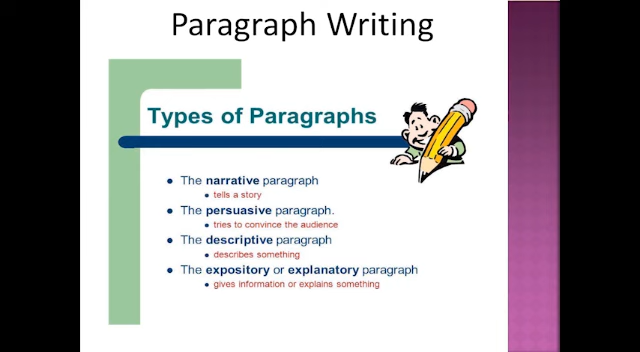 Paragraph Writing
Types of Paragraphs
The narrative paragraph
tells a story
The persuasive paragraph.
tries to convince the audience
The descriptive paragraph
describes something
The expository or explanatory paragraph
gives information or explains something